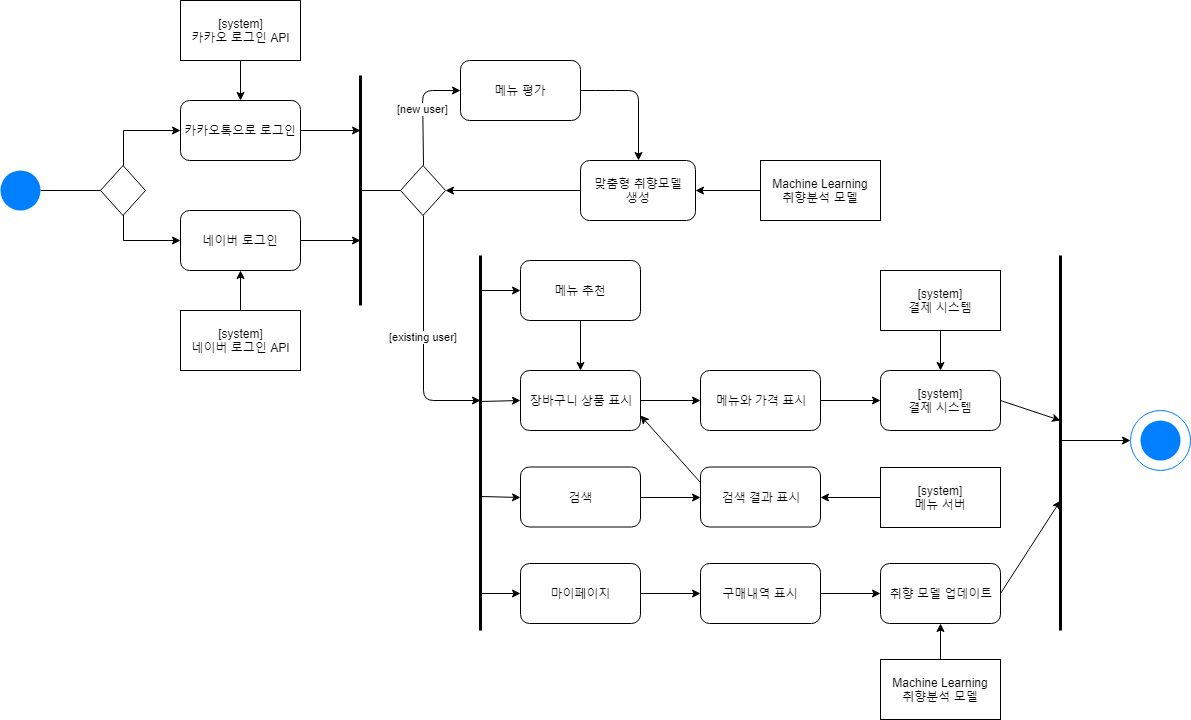 [system]
카카오 로그인 API
카카오톡으로 로그인
네이버 로그인
[system]
네이버 로그인 API
[new user]
메뉴 평가
맞춤형 취향모델
생성
Machine Learning
취향분석 모델
[existing user]
메뉴 추천
[system]
결제 시스템
장바구니 상품 표시
메뉴와 가격 표시
[system]
결제 시스템
검색
검색 결과 표시
[system]
메뉴 서버
마이페이지
구매내역 표시
취향 모델 업데이트
Machine Learning
취향분석 모델